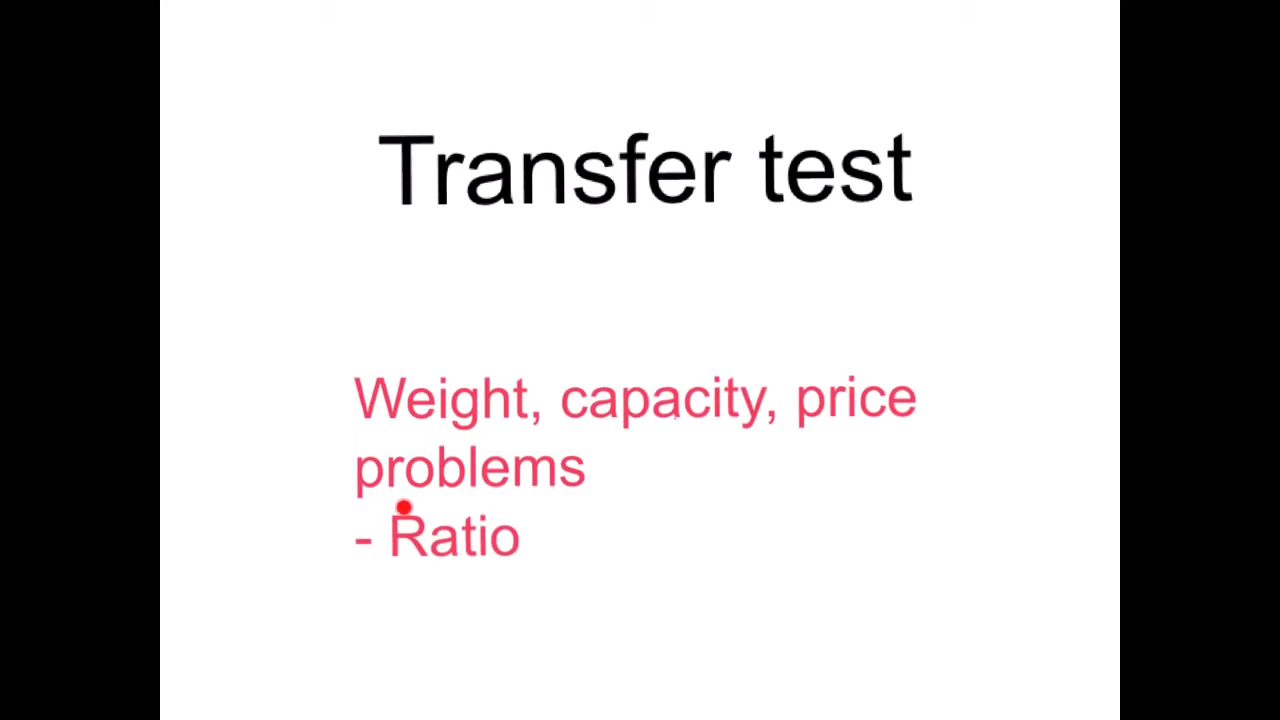 Transfer test
Weight, capacity, price
problems
- Ratio